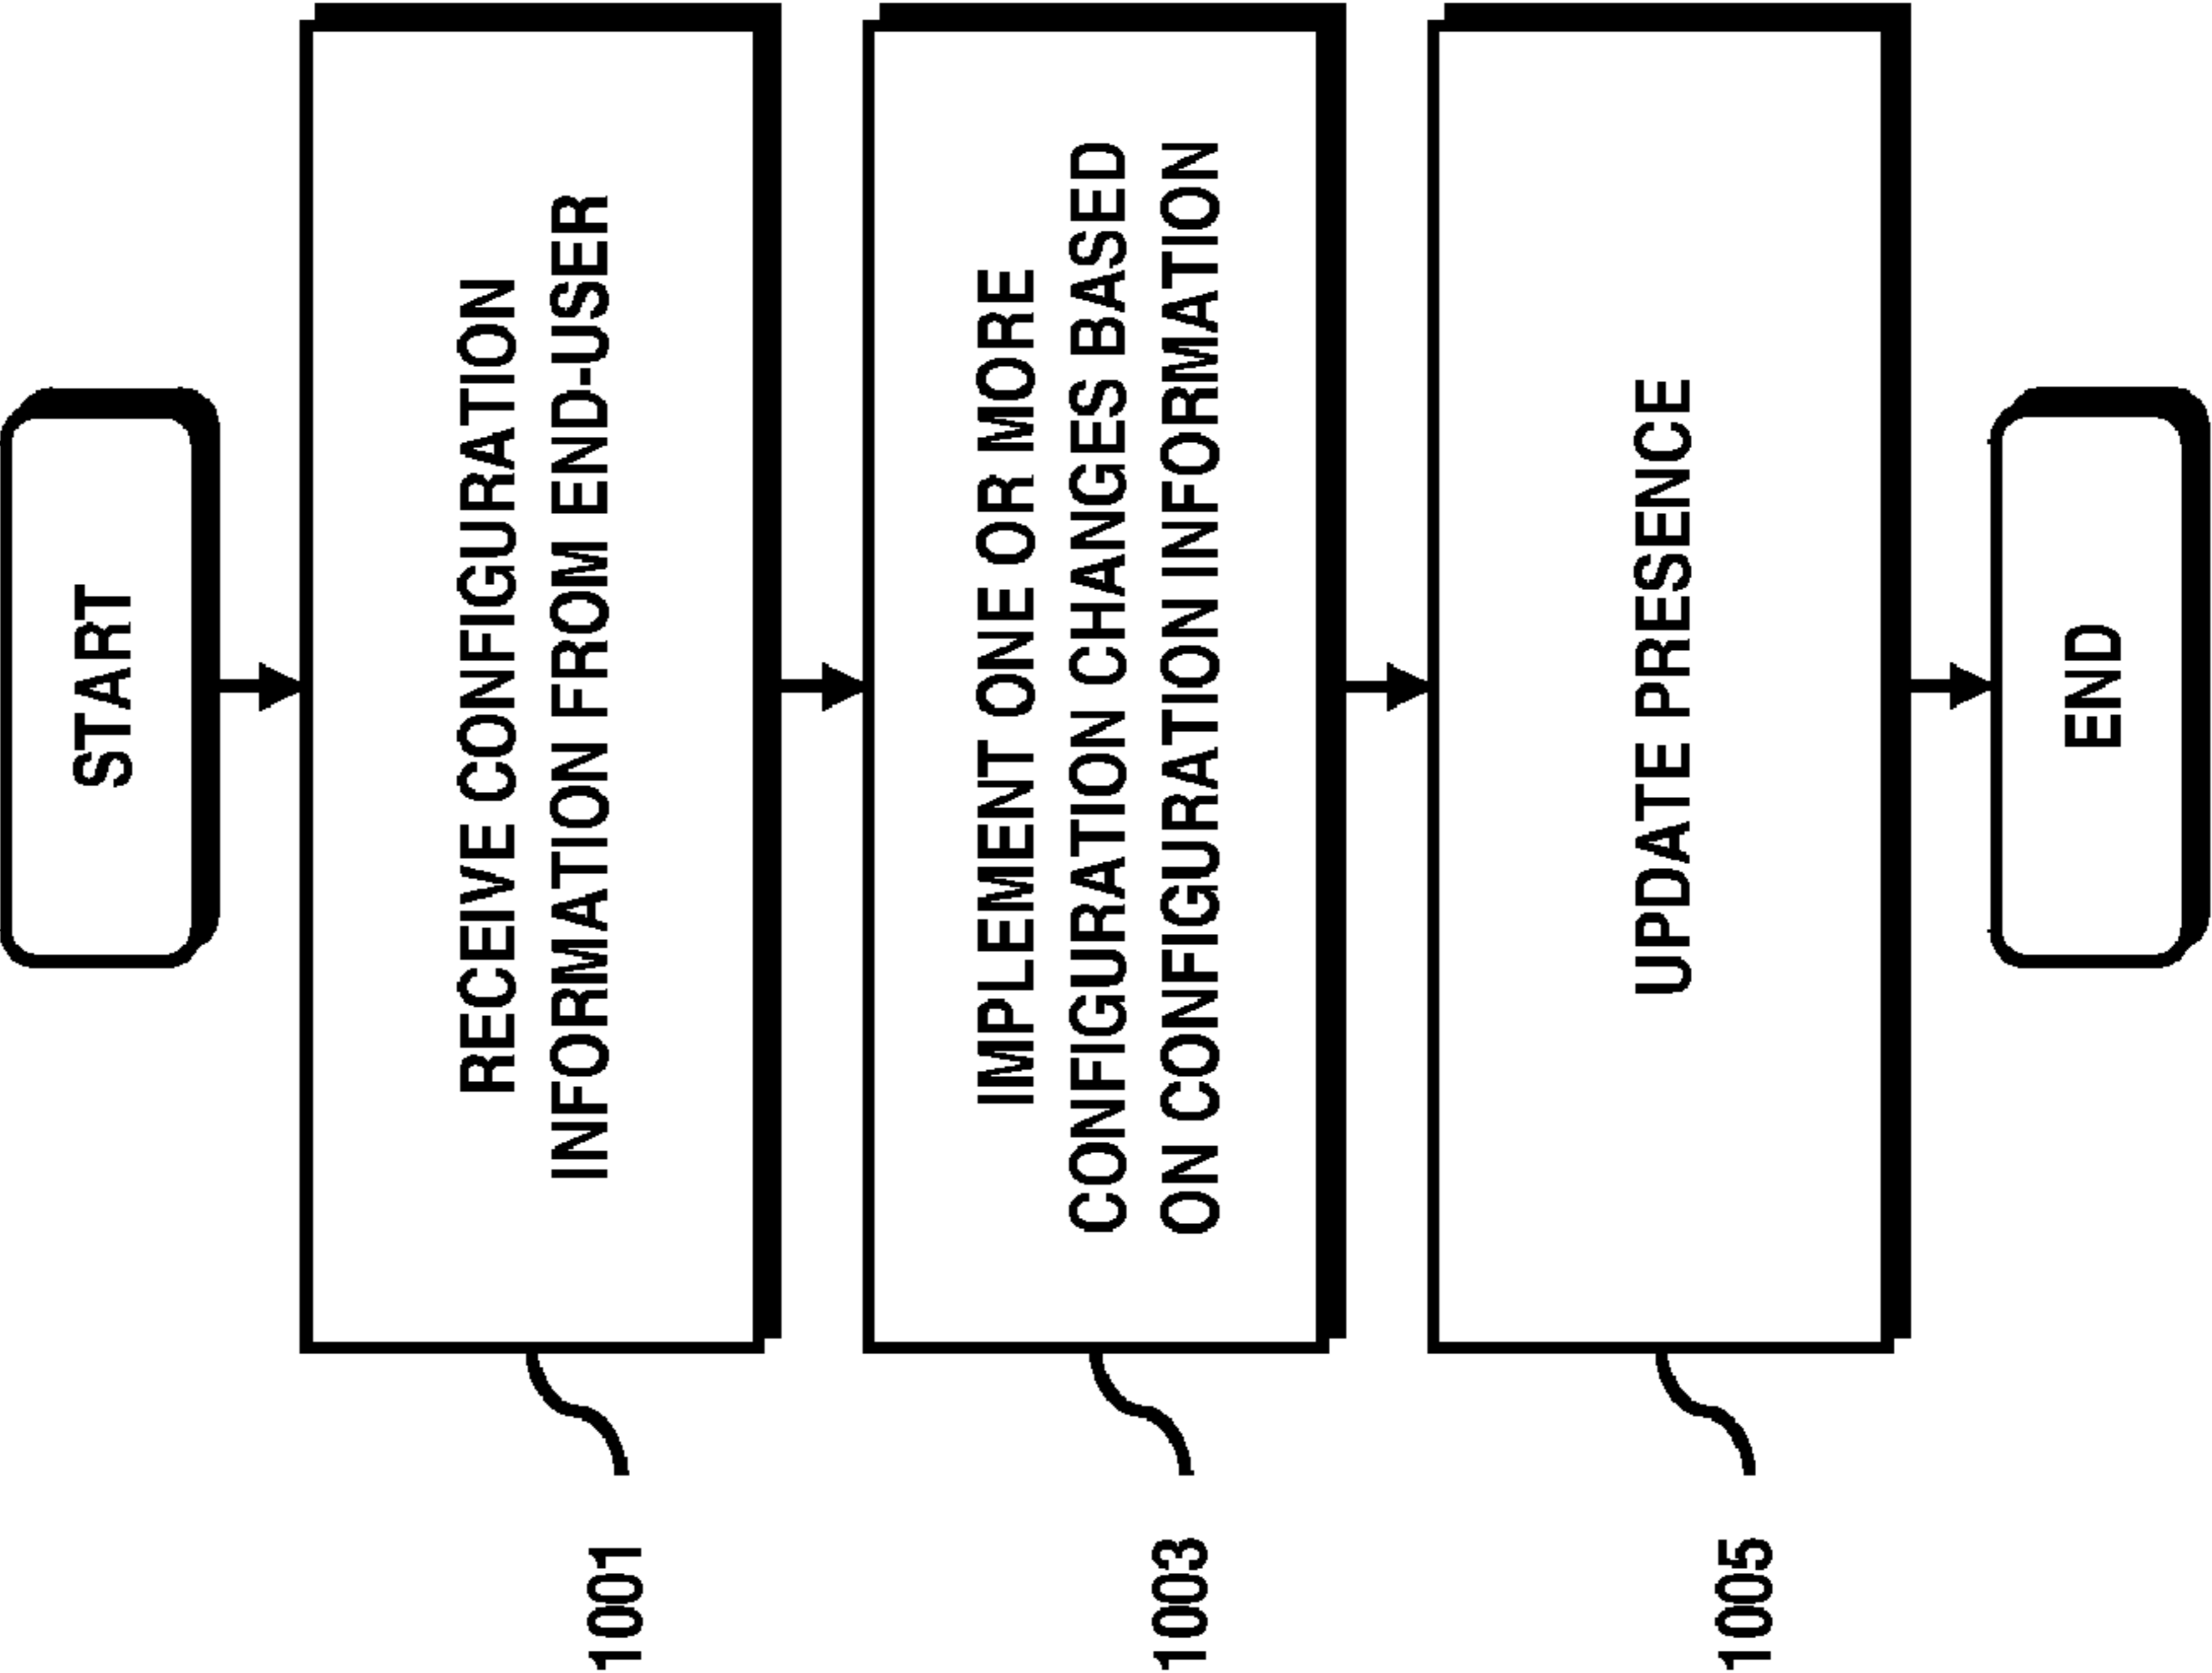 START
RECEIVE CONFIGURATION
INFORMATION FROM END-USER
1001
IMPLEMENT ONE OR MORE
CONFIGURATION CHANGES BASED
ON CONFIGURATION INFORMATION
1003
UPDATE PRESENCE
1005
END